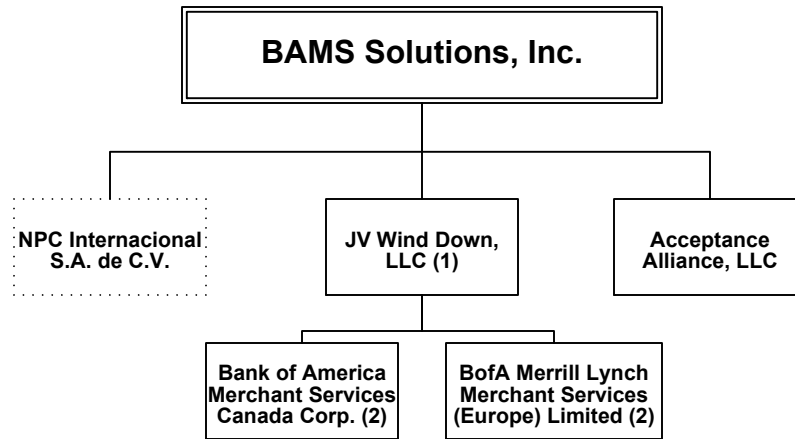 BAMS Solutions, Inc.
NPC Internacional
S.A. de C.V.
JV Wind Down,
LLC (1)
Acceptance
Alliance, LLC
Bank of America
Merchant Services
Canada Corp. (2)
BofA Merrill Lynch
Merchant Services
(Europe) Limited (2)